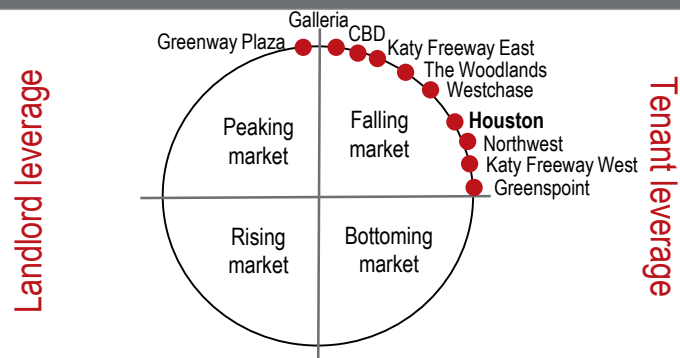 Galleria
Greenway Plaza
CBD
Katy Freeway East
The Woodlands
Westchase
Houston
Northwest
Katy Freeway West
Greenspoint
Landlord leverage
Tenant leverage
Peaking
market
Falling
market
Rising
market
Bottoming
market